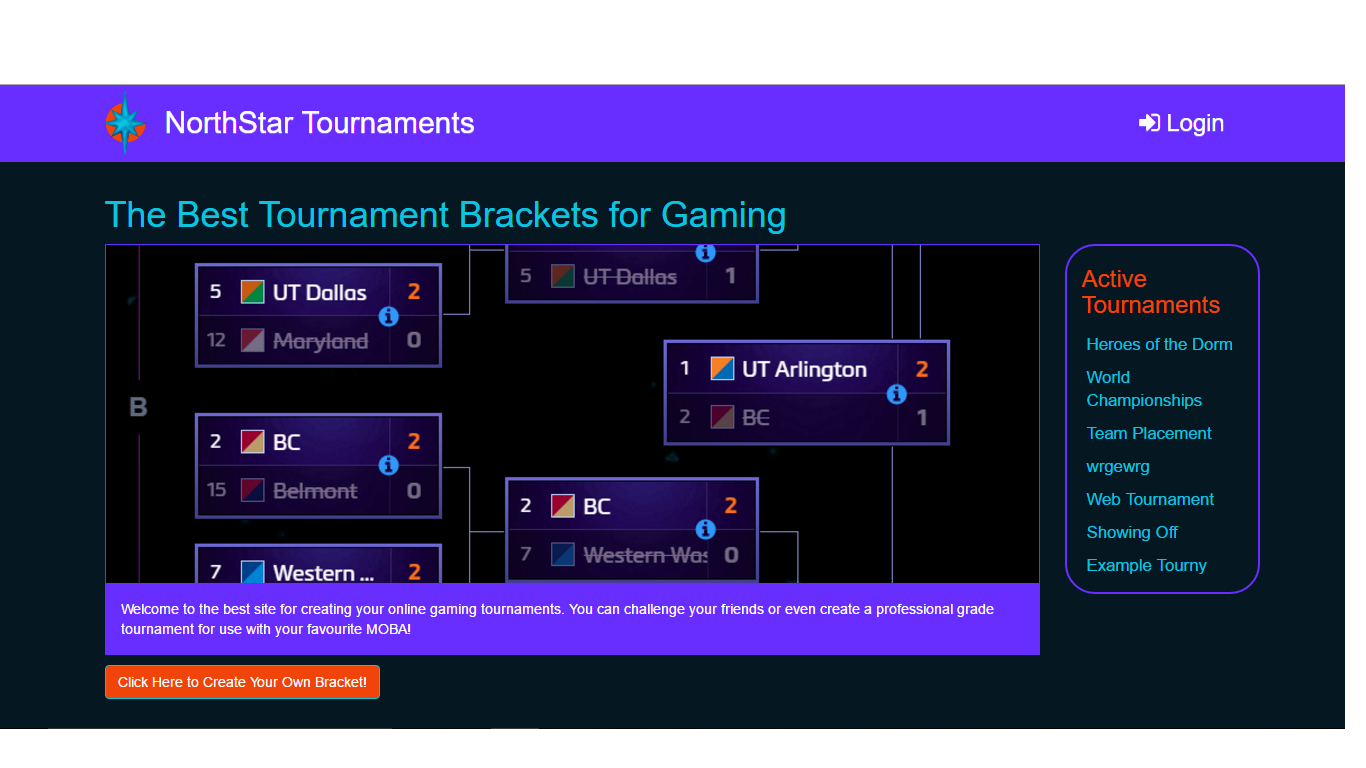 NorthStar Tournaments
Login
The Best Tournament Brackets for Gaming
5 UT Dallas 2
12 Maryland 0
5 UT Dallas 1
1 UT Arlington 2
2 BC 1
B
2 BC 2
15 Belmont 0
2 BC 2
7 Western Was 0
7 Western ... 2
Welcome to the best site for creating your online gaming tournaments. You can challenge your friends or even create a professional grade
tournament for use with your favourite MOBA!
Click Here to Create Your Own Bracket!
Active
Tournaments
Heroes of the Dorm
World
Championships
Team Placement
wrgewrg
Web Tournament
Showing Off
Example Tourny